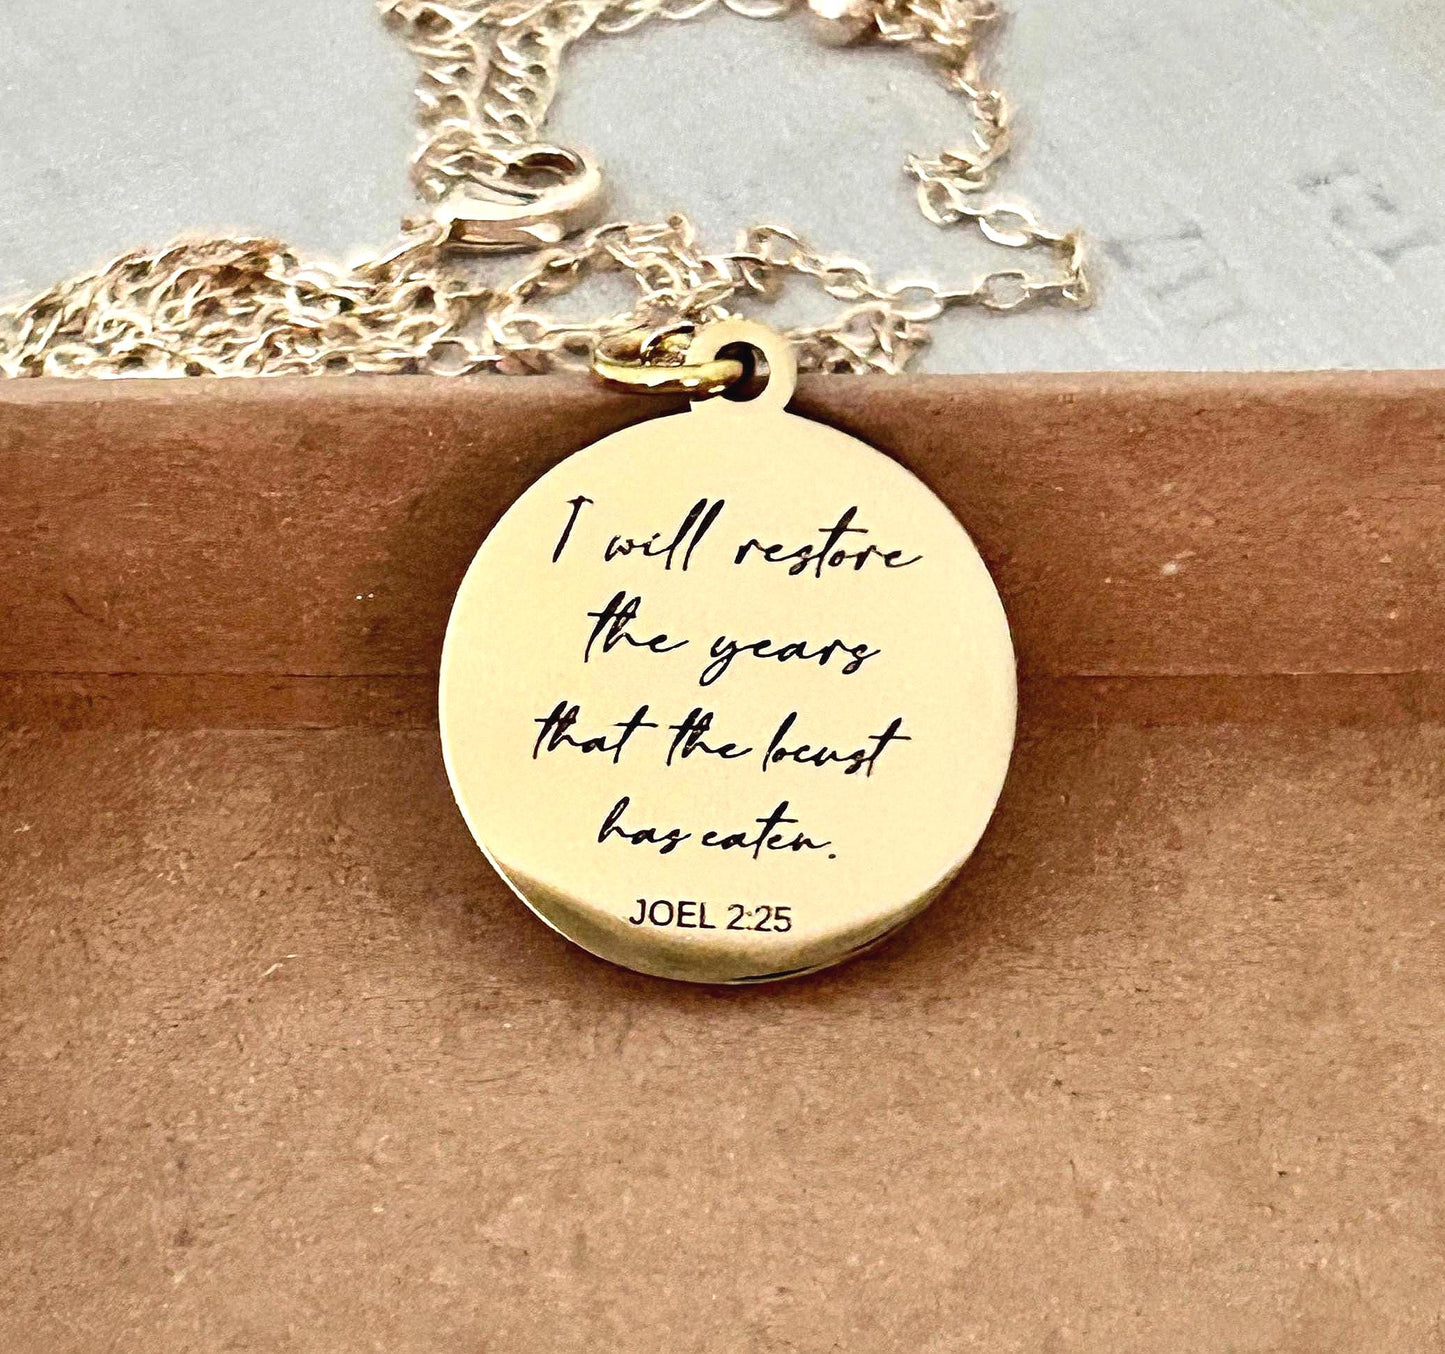 I will restore
the years
that the locust
has eaten.
JOEL 2:25